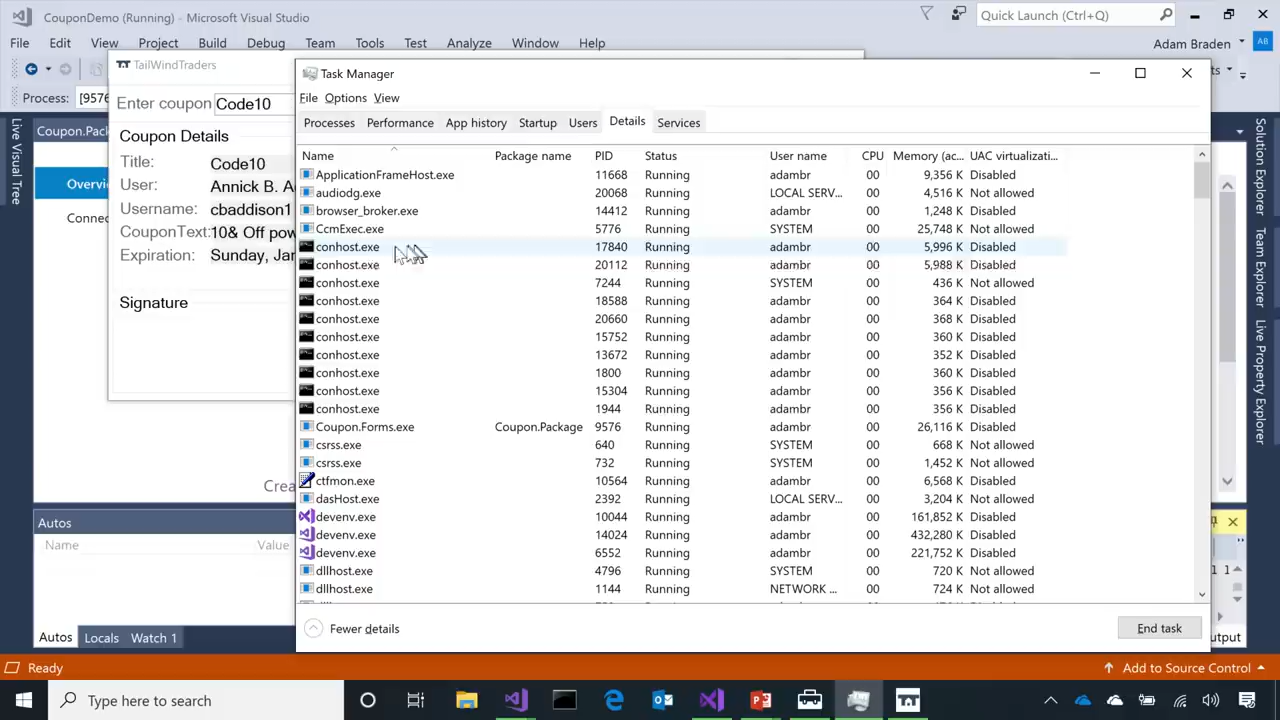 CouponDemo (Running) - Microsoft Visual Studio
Quick Launch (Ctrl+Q)
File Edit View Project Build Debug Team Tools Test Analyze Window Help
Adam Braden AB
Process: [9576
TailWindTraders
Enter coupon Code10
Coupon Details
Title: Code10
User: Annick B.
Username: cbaddison1
CouponText: 10& Off
Expiration: Sunday,
Signature
Live Visual Tree
Coupon.Pac
Overvi
Connec
Crea
Task Manager
File Options View
Processes Performance App history Startup Users Details Services
Name Package name PID Status User name CPU Memory (ac... UAC virtualizati...
ApplicationFrameHost.exe 11668 Running adambr 00 9,356 K Disabled
audiodg.exe 20068 Running LOCAL SERV... 00 4,516 K Not allowed
browser_broker.exe 14412 Running adambr 00 1,248 K Disabled
CcmExec.exe 5776 Running SYSTEM 00 25,748 K Not allowed
conhost.exe 17840 Running adambr 00 5,996 K Disabled
conhost.exe 20112 Running adambr 00 5,988 K Disabled
conhost.exe 7244 Running SYSTEM 00 436 K Not allowed
conhost.exe 18588 Running adambr 00 364 K Disabled
conhost.exe 20660 Running adambr 00 368 K Disabled
conhost.exe 15752 Running adambr 00 360 K Disabled
conhost.exe 13672 Running adambr 00 352 K Disabled
conhost.exe 1800 Running adambr 00 360 K Disabled
conhost.exe 15304 Running adambr 00 360 K Disabled
conhost.exe 1944 Running adambr 00 356 K Disabled
Coupon.Forms.exe Coupon.Package 9576 Running adambr 00 26,116 K Disabled
csrss.exe 640 Running SYSTEM 00 668 K Not allowed
csrss.exe 732 Running SYSTEM 00 1,452 K Not allowed
ctfmon.exe 10564 Running adambr 00 6,568 K Disabled
dasHost.exe 2392 Running LOCAL SERV... 00 3,204 K Not allowed
devenv.exe 10044 Running adambr 00 161,852 K Disabled
devenv.exe 14024 Running adambr 00 432,280 K Disabled
devenv.exe 6552 Running adambr 00 221,752 K Disabled
dllhost.exe 4796 Running SYSTEM 00 720 K Not allowed
dllhost.exe 1144 Running NETWORK ... 00 724 K Not allowed
Fewer details End task
Solution Explorer
Team Explorer
Live Property Explorer
Autos
Name Value
Autos Locals Watch 1
utput
Ready
Add to Source Control
Type here to search